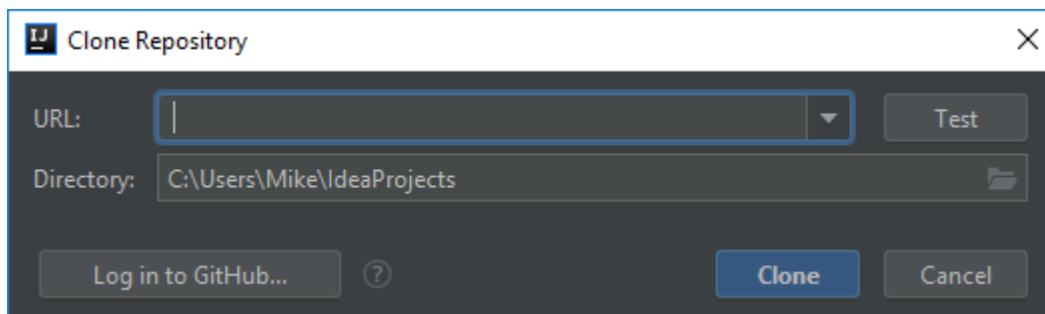 IJ Clone Repository
URL: Test
Directory: C:\Users\Mike\IdeaProjects
Log in to GitHub... ? Clone Cancel